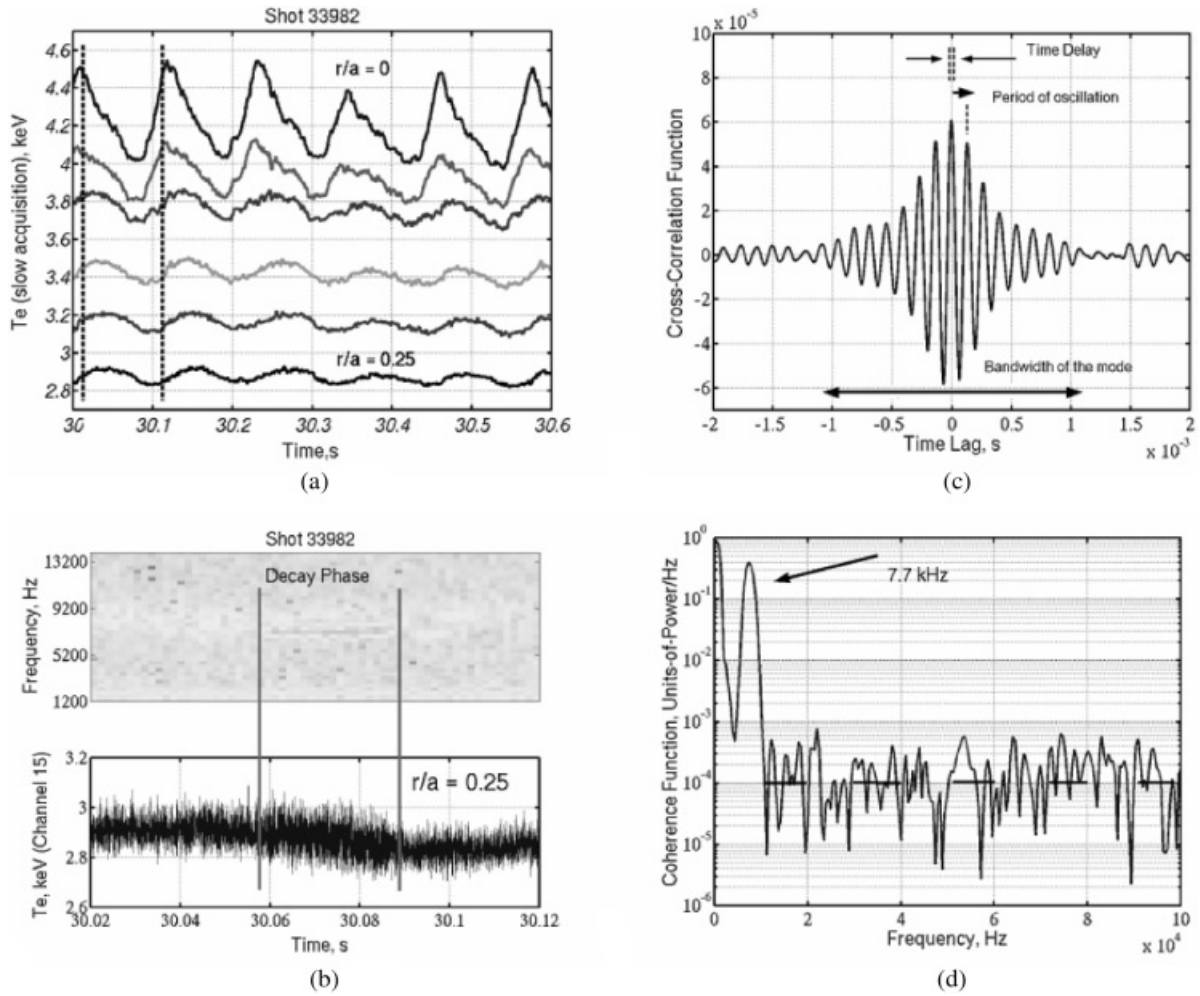 Shot 33982
4.6
4.4
4.2
4
3.8
3.6
3.4
3.2
3
2.8
Te (slow acquisition), keV
r/a = 0
r/a = 0.25
30 30.1 30.2 30.3 30.4 30.5 30.6
Time,s
(a)
10 x 10-5
8
6
4
2
0
-2
-4
-6
Cross-Correlation Function
Time Delay
Period of oscillation
Bandwidth of the mode
-2 -1.5 -1 -0.5 0 0.5 1 1.5 2
Time Lag, s
x 10-3
(c)
Shot 33982
13200
9200
5200
1200
Frequency, Hz
Decay Phase
3.2
3
2.8
2.6
Te, keV (Channel 15)
r/a = 0.25
30.02 30.04 30.06 30.08 30.1 30.12
Time, s
(b)
100
10-1
10-2
10-3
10-4
10-5
10-6
Coherence Function, Units-of-Power/Hz
7.7 kHz
0 2 4 6 8 10
Frequency, Hz
x 104
(d)